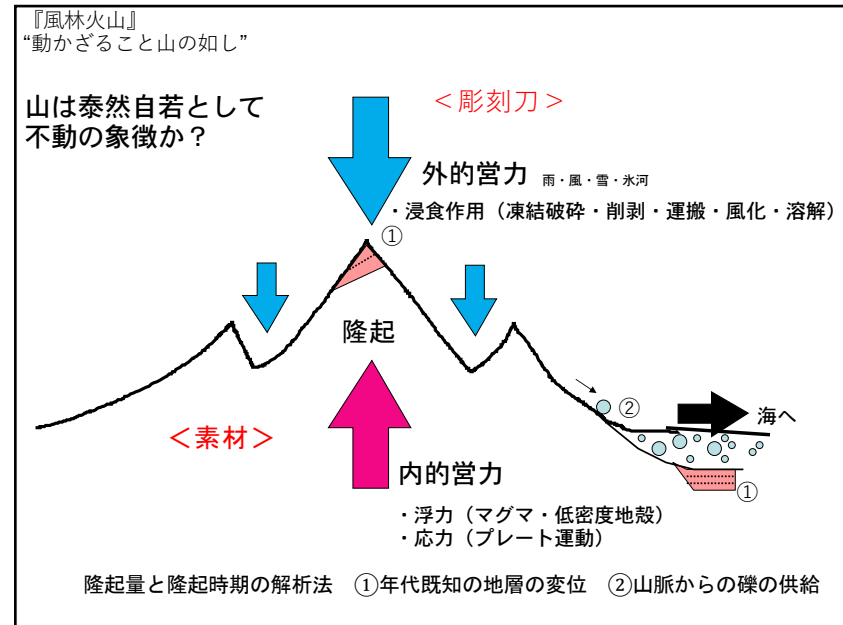 『風林火山』
“動かざること山の如し”
山は泰然自若として
不動の象徴か？
＜彫刻刀＞
外的営力 雨・風・雪・氷河
・浸食作用（凍結破砕・削剥・運搬・風化・溶解）
①
隆起
②
海へ
＜素材＞
①
内的営力
・浮力（マグマ・低密度地殻）
・応力（プレート運動）
隆起量と隆起時期の解析法 ①年代既知の地層の変位 ②山脈からの礫の供給